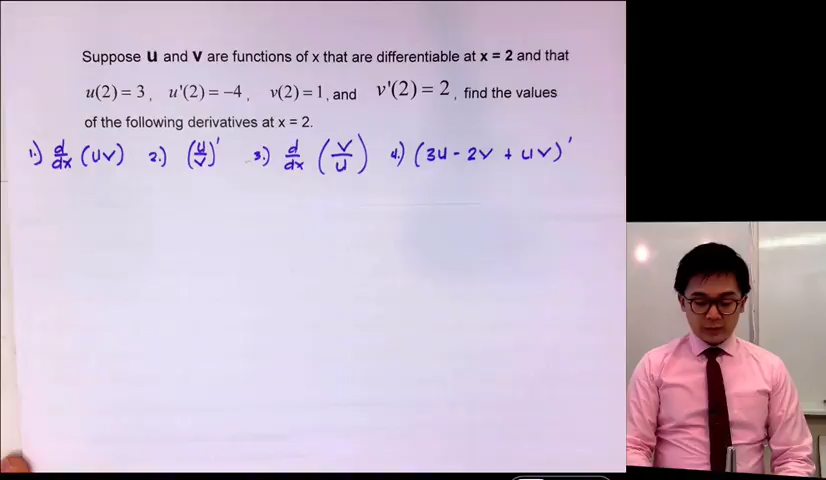 Suppose u and v are functions of x that are differentiable at x = 2 and that
u(2) = 3, u'(2) = −4, v(2) = 1, and v'(2) = 2, find the values
of the following derivatives at x = 2.
1.) d/dx (uv) 2.) (u/v)' 3.) d/dx (v/u) 4.) (3u - 2v + uv)'